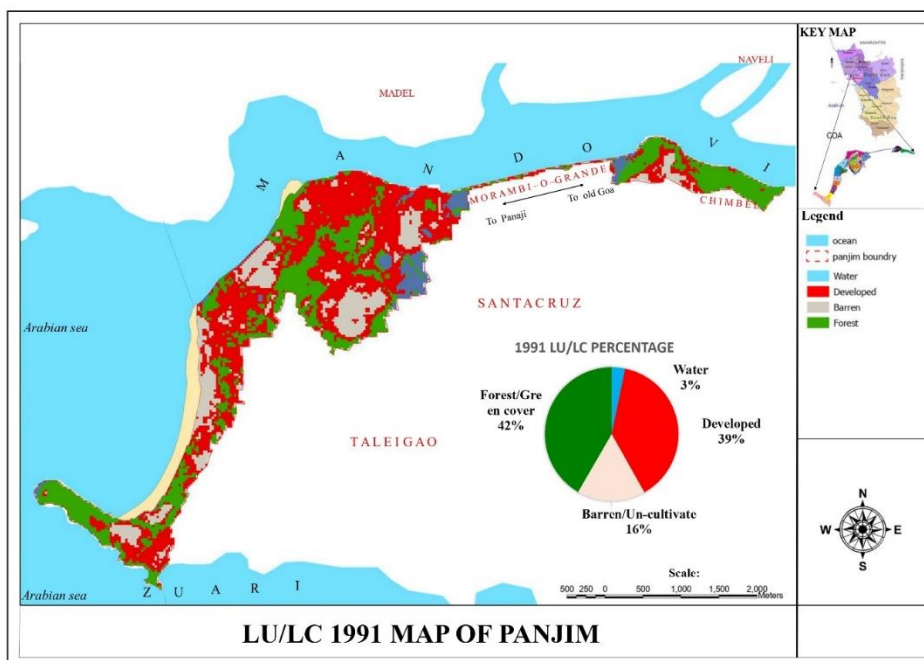 KEY MAP
NAVELI
MADEL
GOA
M A N D O V I
MORAMBI-O-GRANDE
To Panaji
To old Goa
CHIMBEL
Legend
ocean
panjim boundry
Water
Developed
Barren
Forest
SANTACRUZ
Arabian sea
1991 LU/LC PERCENTAGE
Water
3%
Forest/Gre
en cover
42%
Developed
39%
TALEIGAO
Barren/Un-cultivate
16%
N
W
E
S
Scale:
500 250 0 500 1,000 1,500 2,000
Meters
Z U A R I
Arabian sea
LU/LC 1991 MAP OF PANJIM